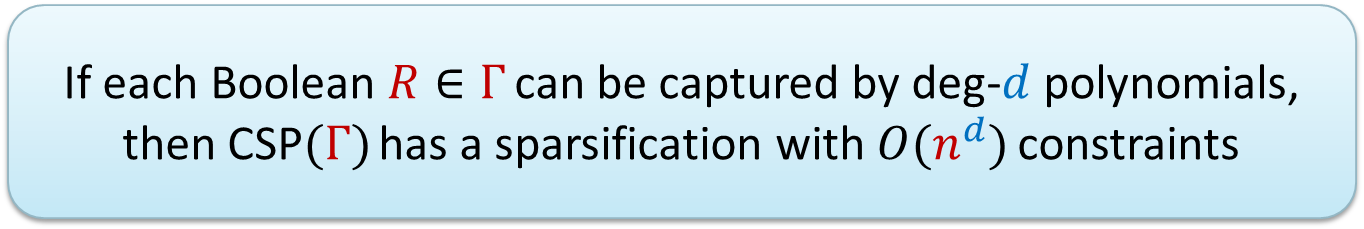 If each Boolean R ∈ Γ can be captured by deg-d polynomials,
then CSP(Γ) has a sparsification with O(n^d) constraints